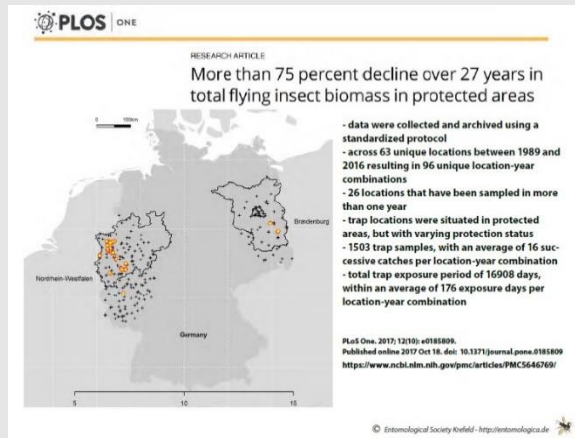 PLOS ONE
RESEARCH ARTICLE
More than 75 percent decline over 27 years in
total flying insect biomass in protected areas
0 100km
- data were collected and archived using a
standardized protocol
- across 63 unique locations between 1989 and
2016 resulting in 96 unique location-year
combinations
- 26 locations that have been sampled in more
than one year
- trap locations were situated in protected
areas, but with varying protection status
- 1503 trap samples, with an average of 16 suc-
cessive catches per location-year combination
- total trap exposure period of 16908 days,
within an average of 176 exposure days per
location-year combination
Brandenburg
Nordrhein-Westfalen
Germany
PLoS One. 2017; 12(10): e0185809.
Published online 2017 Oct 18. doi: 10.1371/journal.pone.0185809
https://www.ncbi.nlm.nih.gov/pmc/articles/PMC5646769/
5 10 15
© Entomological Society Krefeld - http://entomologica.de